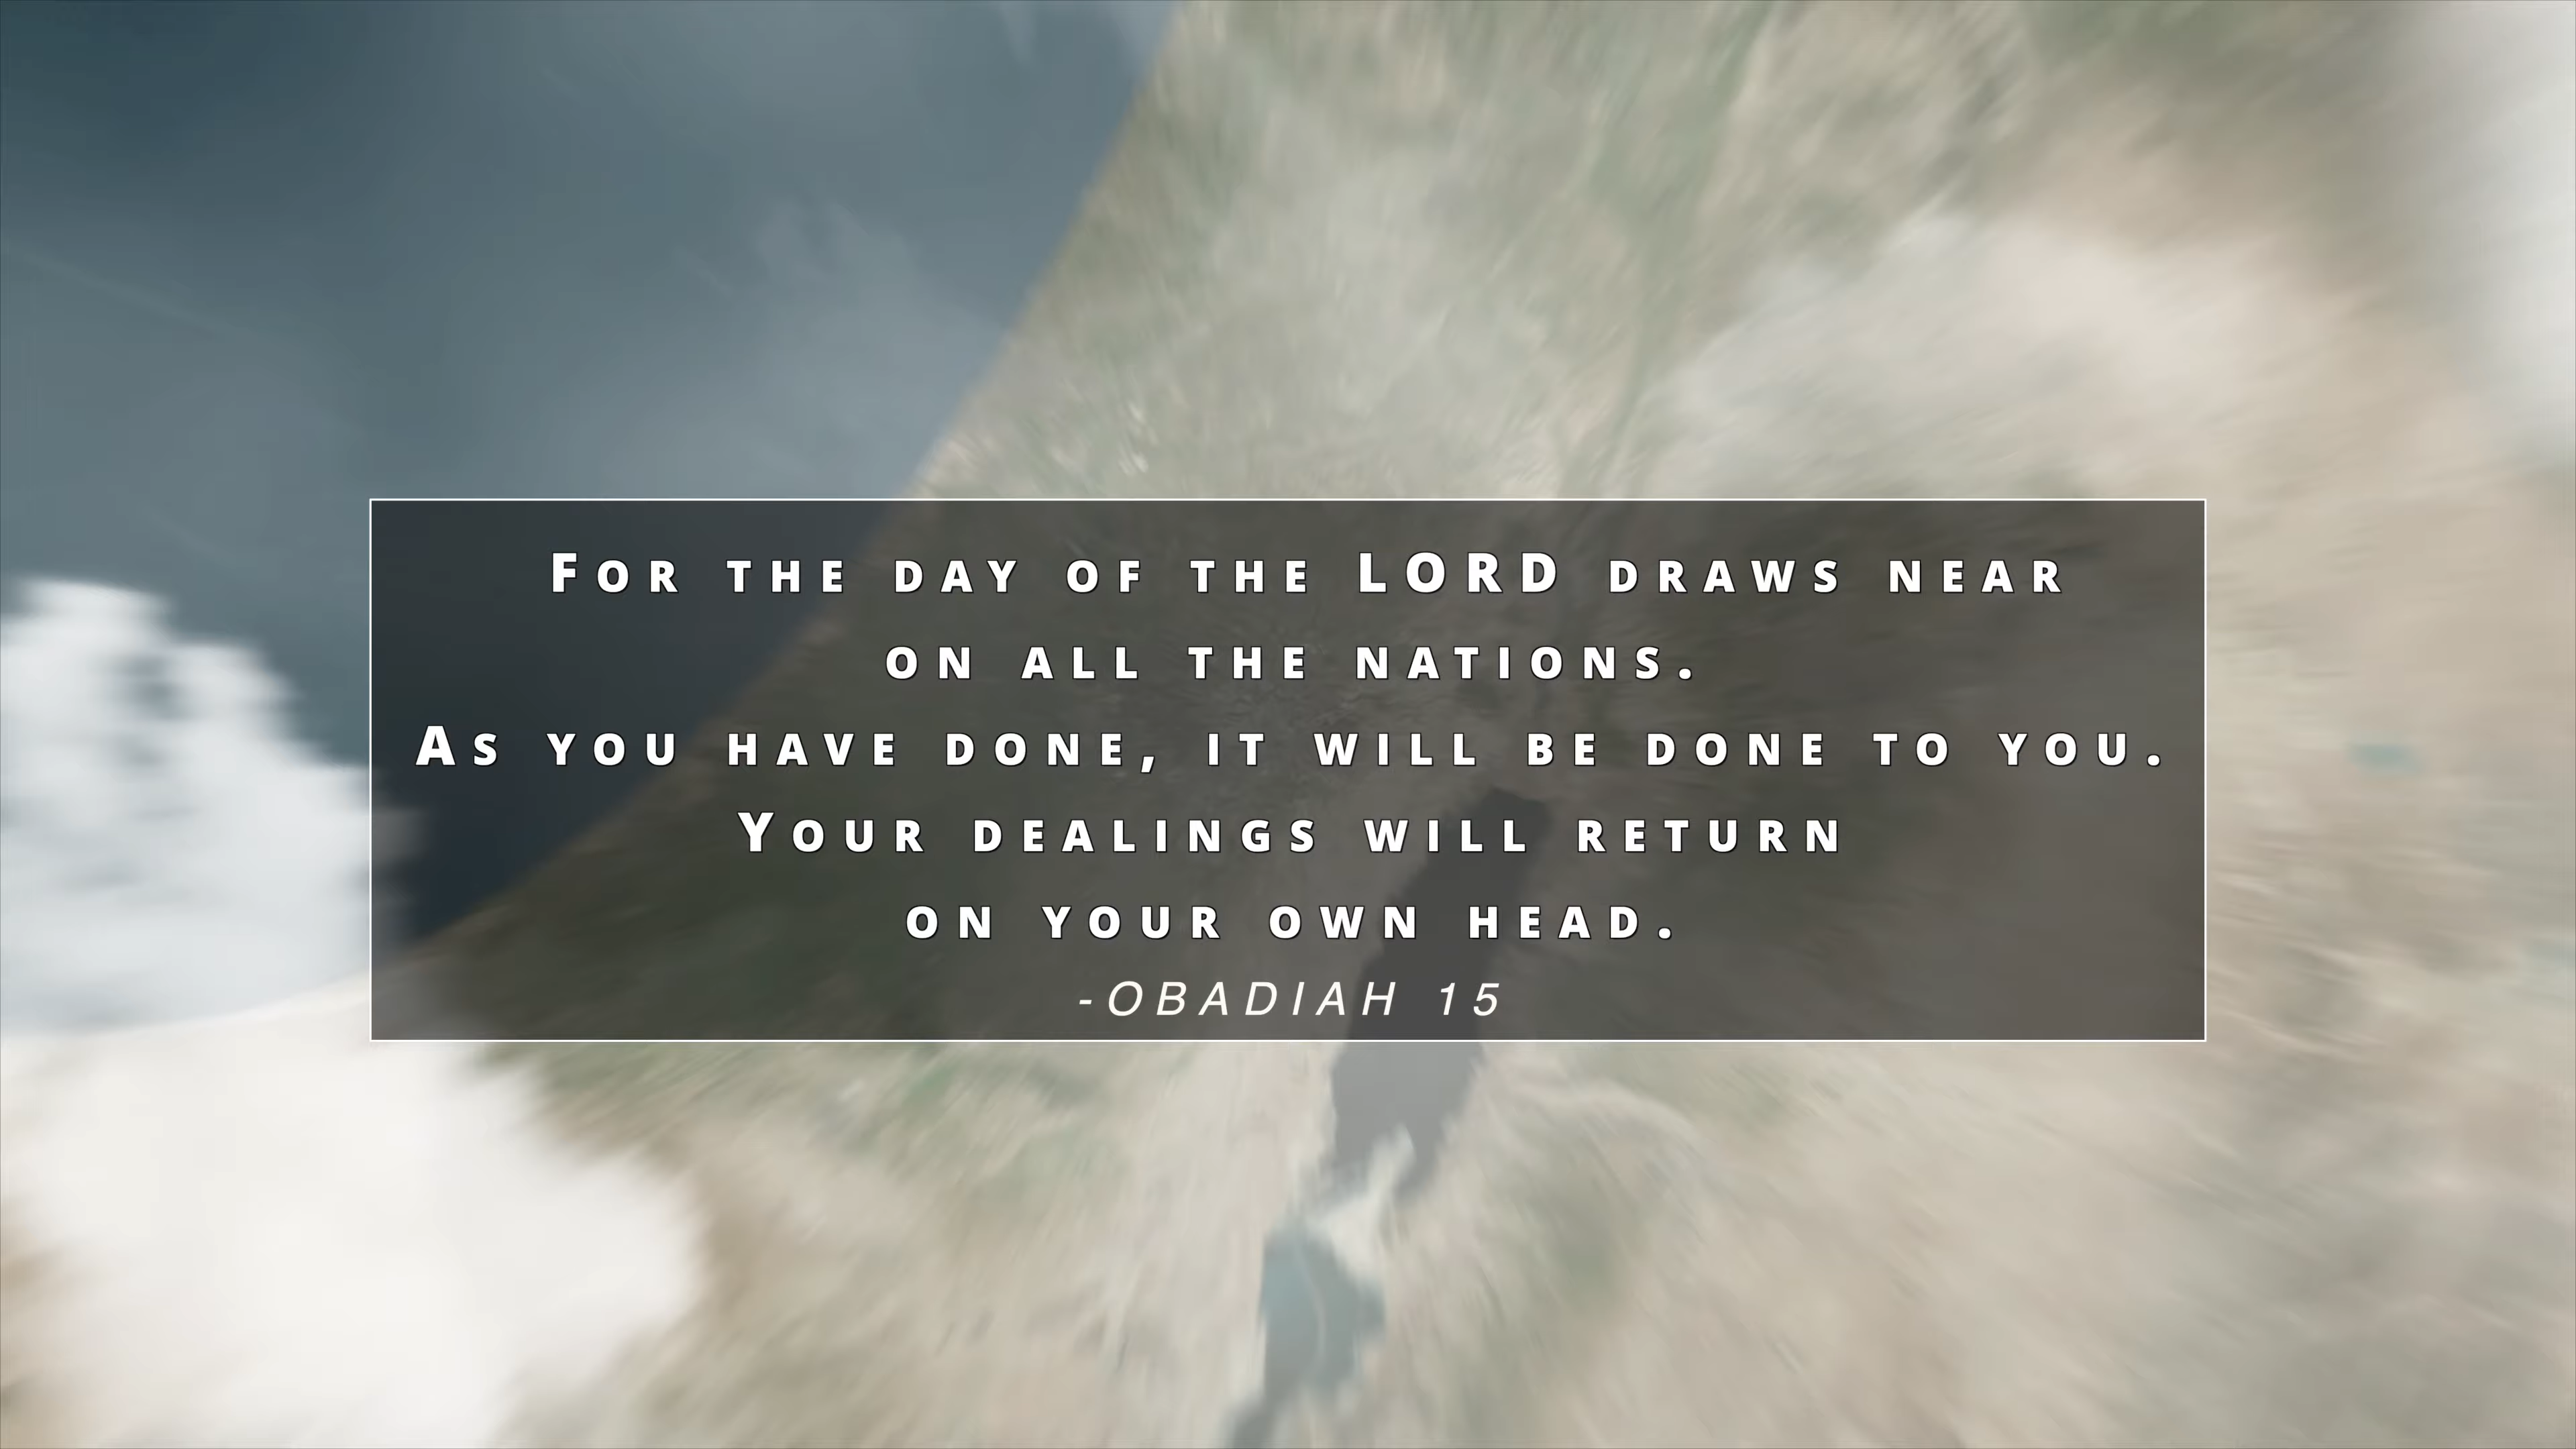 For the day of the LORD draws near
on all the nations.
As you have done, it will be done to you.
Your dealings will return
on your own head.
-OBADIAH 15